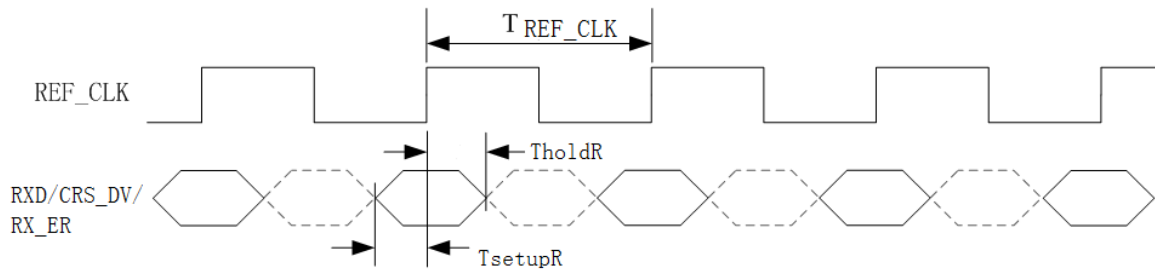 T REF_CLK
REF_CLK
TholdR
RXD/CRS_DV/
RX_ER
TsetupR